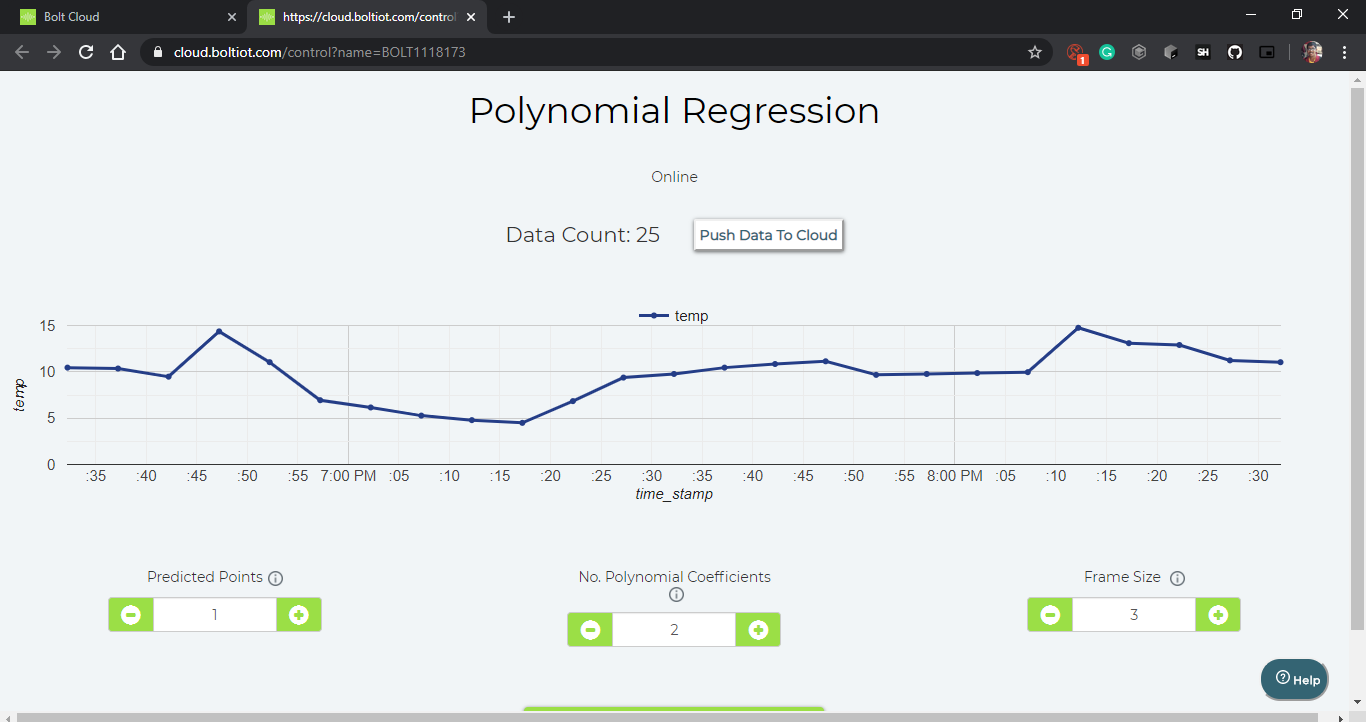 Bolt Cloud
https://cloud.boltiot.com/control
cloud.boltiot.com/control?name=BOLT1118173
1
G
SH
Polynomial Regression
Online
Data Count: 25
Push Data To Cloud
temp
15
10
5
0
temp
:35 :40 :45 :50 :55 7:00 PM :05 :10 :15 :20 :25 :30 :35 :40 :45 :50 :55 8:00 PM :05 :10 :15 :20 :25 :30
time_stamp
Predicted Points
No. Polynomial Coefficients
Frame Size
1
2
3
Help